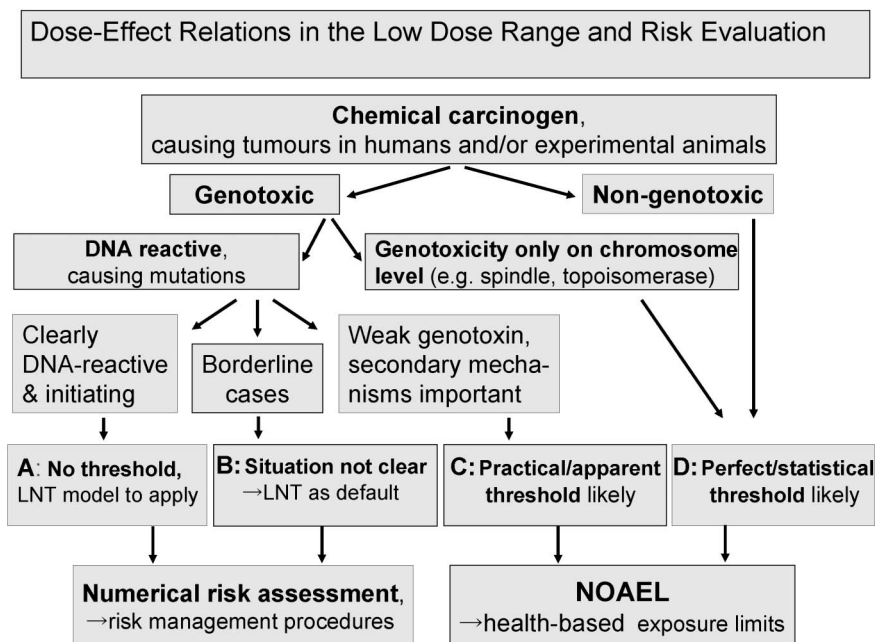 Dose-Effect Relations in the Low Dose Range and Risk Evaluation
Chemical carcinogen,
causing tumours in humans and/or experimental animals
Genotoxic
Non-genotoxic
DNA reactive,
causing mutations
Genotoxicity only on chromosome
level (e.g. spindle, topoisomerase)
Clearly
DNA-reactive
& initiating
Borderline
cases
Weak genotoxin,
secondary mecha-
nisms important
A: No threshold,
LNT model to apply
B: Situation not clear
→LNT as default
C: Practical/apparent
threshold likely
D: Perfect/statistical
threshold likely
Numerical risk assessment,
→risk management procedures
NOAEL
→health-based exposure limits